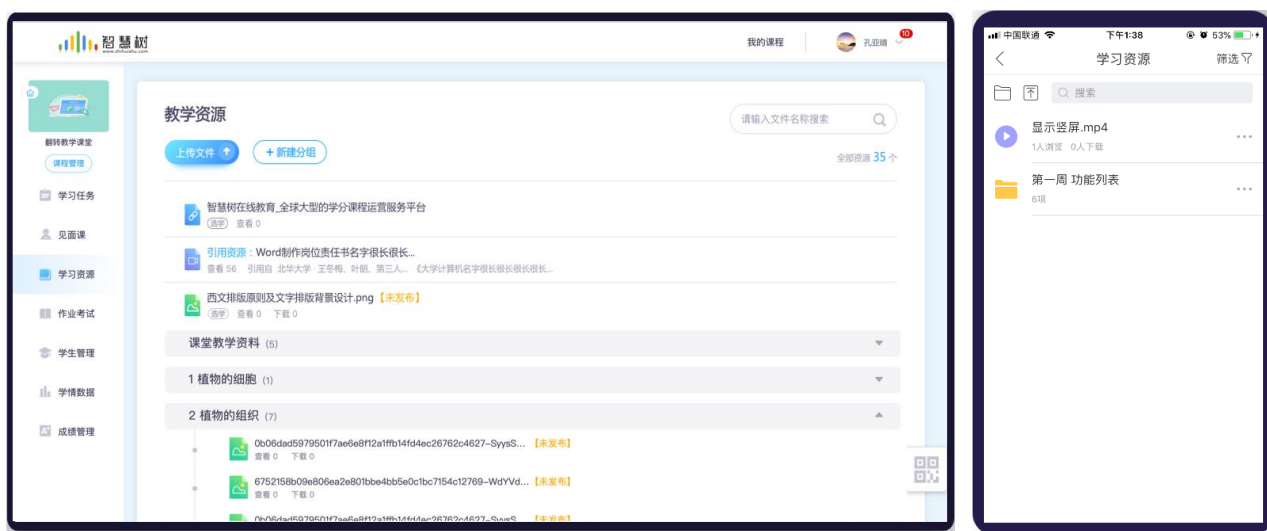 智慧树
www.zhihuishu.com
我的课程
孔亚晴
10
翻转教学课堂
课程管理
学习任务
见面课
学习资源
作业考试
学生管理
学情数据
成绩管理
教学资源
请输入文件名称搜索
上传文件
+ 新建分组
全部资源 35 个
智慧树在线教育_全球大型的学分课程运营服务平台
选学 查看 0
引用资源：Word制作岗位责任书名字很长很长...
查看 56 引用自 北华大学 · 王冬梅、叶朗、第三人... 《大学计算机名字很长很长很长很长...
西文排版原则及文字排版背景设计.png【未发布】
选学 查看 0 下载 0
课堂教学资料 (5)
1 植物的细胞 (1)
2 植物的组织 (7)
0b06dad5979501f7ae6e8f12a1ffb14fd4ec26762c4627-SyysS... 【未发布】
查看 0 下载 0
6752158b09e806ea2e801bbe4bb5e0c1bc7154c12769-WdYVd... 【未发布】
查看 0 下载 0
0b06dad5979501f7ae6e8f12a1ffb14fd4ec26762c4627-SyysS... 【未发布】
中国联通 下午1:38 53%
学习资源 筛选
搜索
显示竖屏.mp4
1人浏览 0人下载
第一周 功能列表
6项